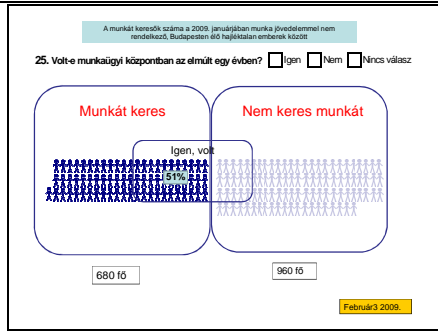 A munkát keresők száma a 2009. januárjában munka jövedelemmel nem
rendelkező, Budapesten élő hajléktalan emberek között
25. Volt-e munkaügyi központban az elmúlt egy évben? Igen Nem Nincs válasz
Munkát keres Nem keres munkát
Igen, volt
51%
680 fő 960 fő
Február3 2009.